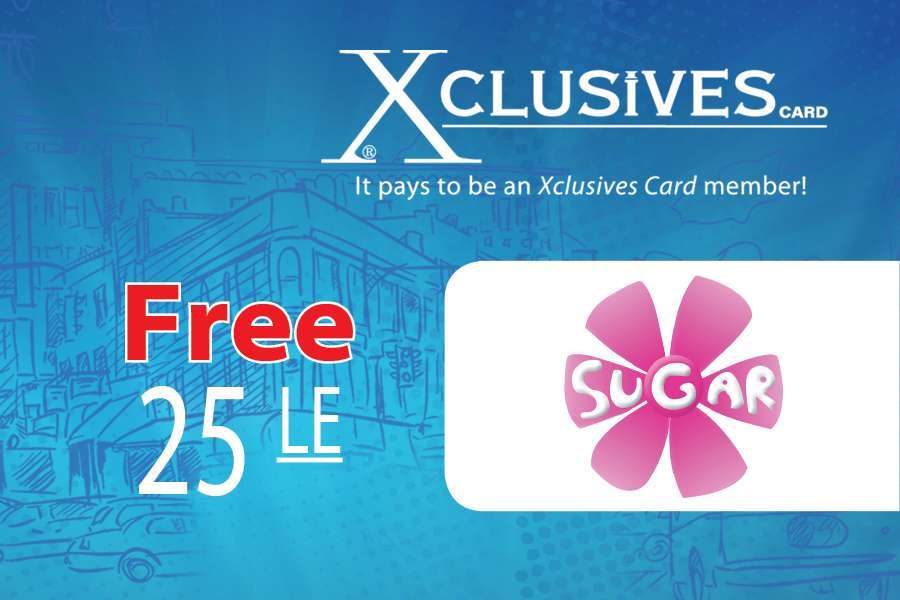 XCLUSiVES CARD
®
It pays to be an Xclusives Card member!
Free
25 LE
SuGAR